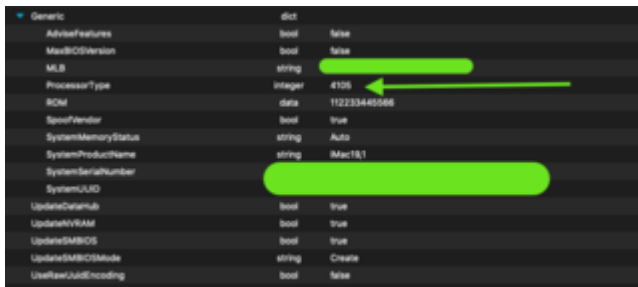 Generic dict
AdviseFeatures bool false
MaxBIOSVersion bool false
MLB string
ProcessorType integer 4105
ROM data 112233445566
SpoofVendor bool true
SystemMemoryStatus string Auto
SystemProductName string iMac19,1
SystemSerialNumber
SystemUUID
UpdateDataHub bool true
UpdateNVRAM bool true
UpdateSMBIOS bool true
UpdateSMBIOSMode string Create
UseRawUuidEncoding bool false